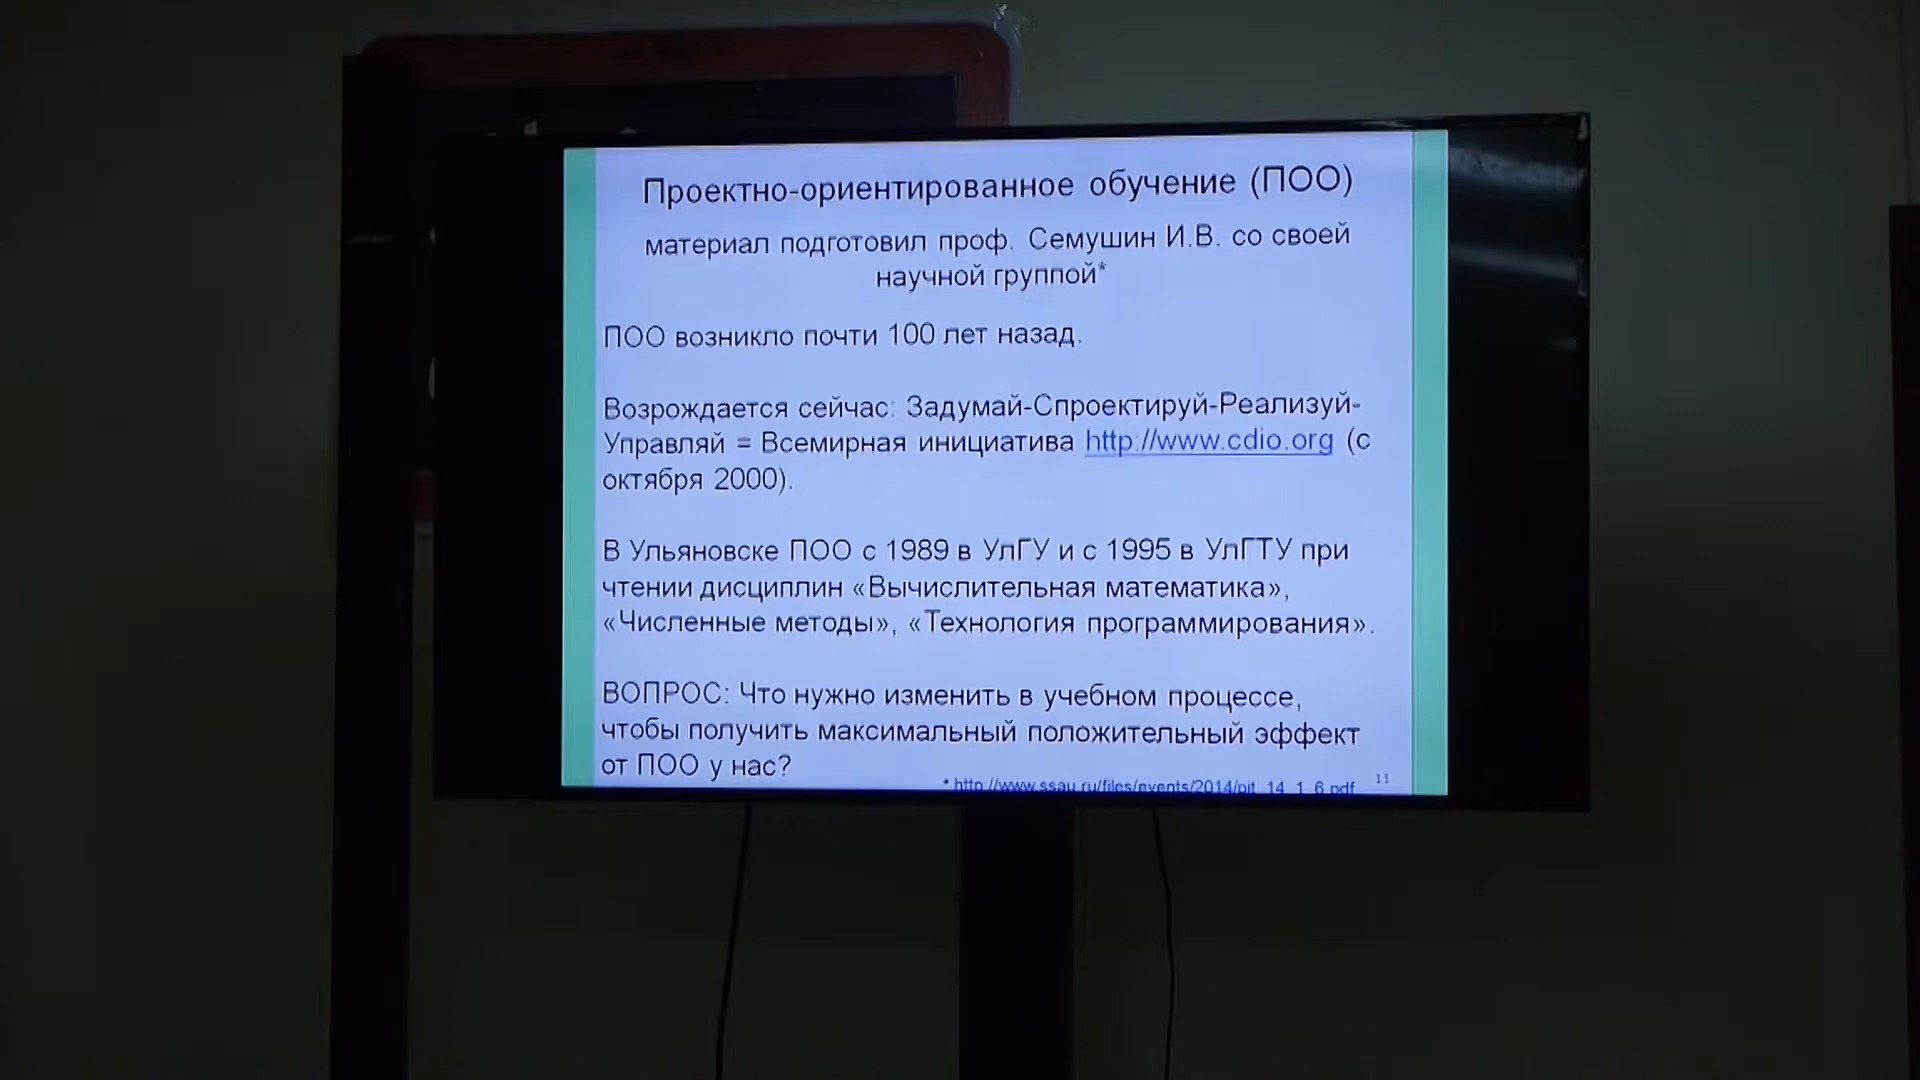 Проектно-ориентированное обучение (ПОО)
материал подготовил проф. Семушин И.В. со своей
научной группой*
ПОО возникло почти 100 лет назад.
Возрождается сейчас: Задумай-Спроектируй-Реализуй-
Управляй = Всемирная инициатива http://www.cdio.org (с
октября 2000).
В Ульяновске ПОО с 1989 в УлГУ и с 1995 в УлГТУ при
чтении дисциплин «Вычислительная математика»,
«Численные методы», «Технология программирования».
ВОПРОС: Что нужно изменить в учебном процессе,
чтобы получить максимальный положительный эффект
от ПОО у нас?
* http://www.ssau.ru/files/events/2014/pit_14_1_6.pdf
11